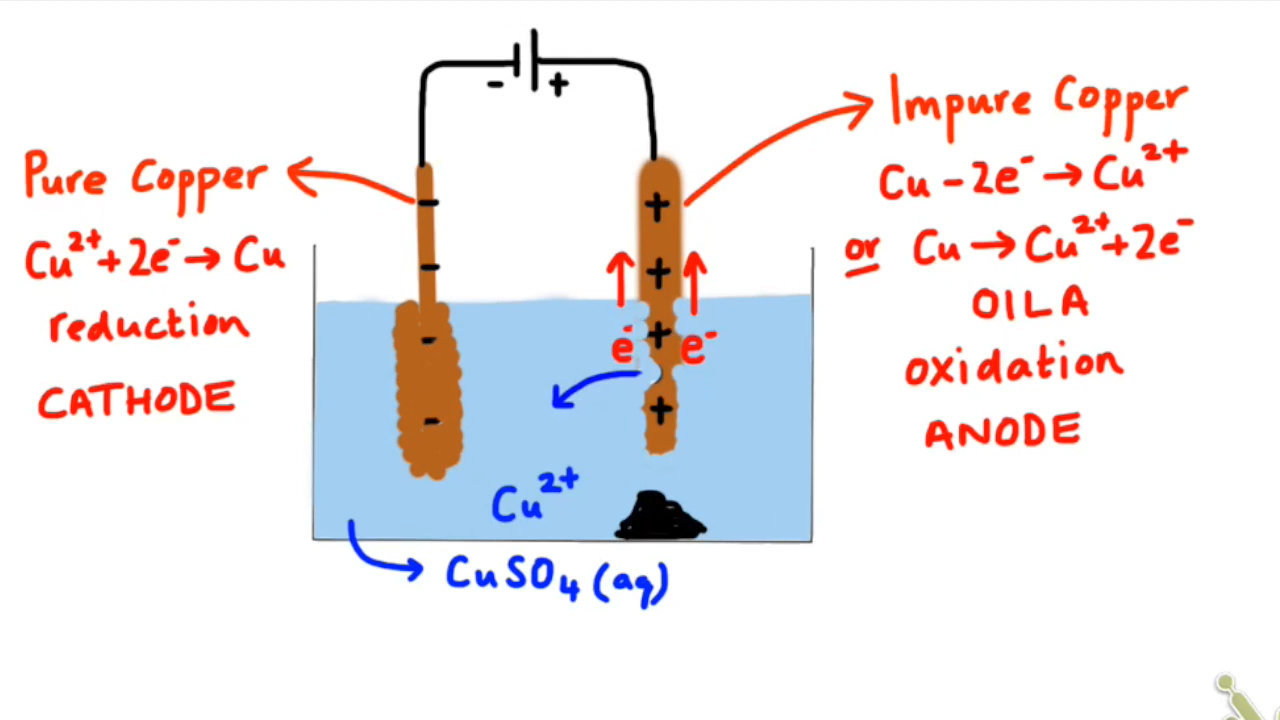 - +
Impure Copper
Cu - 2e⁻ → Cu²⁺
or Cu → Cu²⁺ + 2e⁻
OILA
oxidation
ANODE
Pure Copper
Cu²⁺ + 2e⁻ → Cu
reduction
CATHODE
-
-
-
-
+
+
+
+
e⁻ e⁻
Cu²⁺
CuSO₄ (aq)